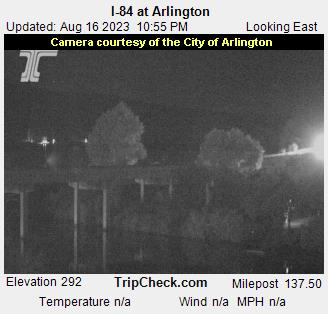 I-84 at Arlington
Updated: Aug 16 2023 10:55 PM Looking East
Camera courtesy of the City of Arlington
Elevation 292 TripCheck.com Milepost 137.50
Temperature n/a Wind n/a MPH n/a